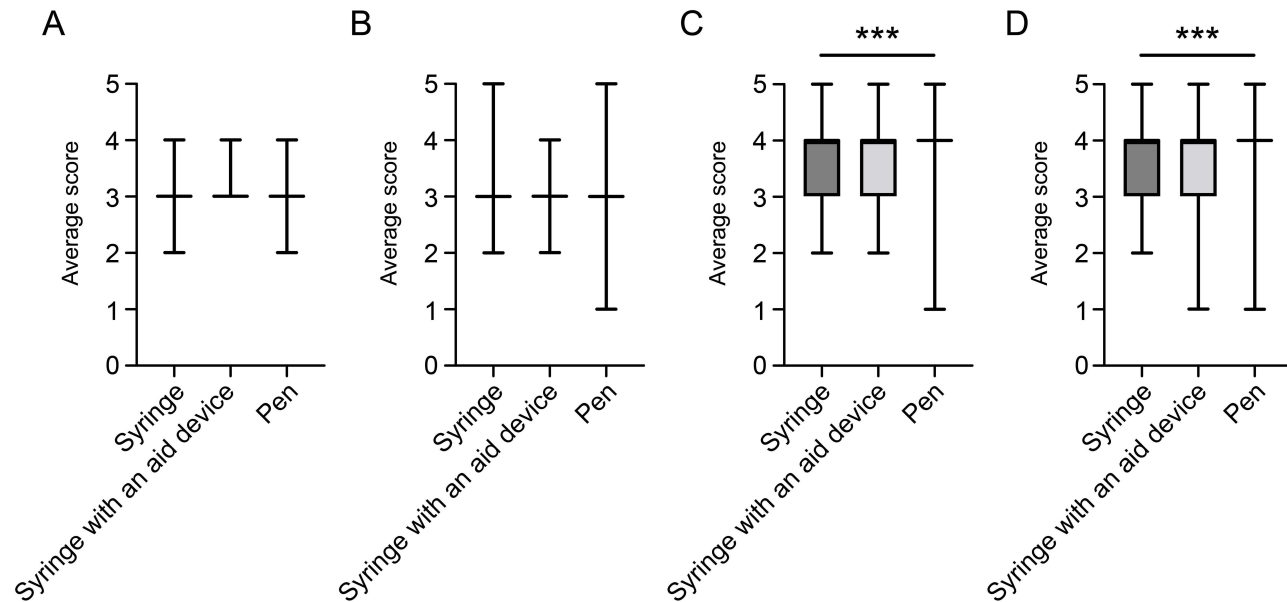 A
Average score
5
4
3
2
1
0
Syringe
Syringe with an aid device
Pen
B
Average score
5
4
3
2
1
0
Syringe
Syringe with an aid device
Pen
C
***
Average score
5
4
3
2
1
0
Syringe
Syringe with an aid device
Pen
D
***
Average score
5
4
3
2
1
0
Syringe
Syringe with an aid device
Pen